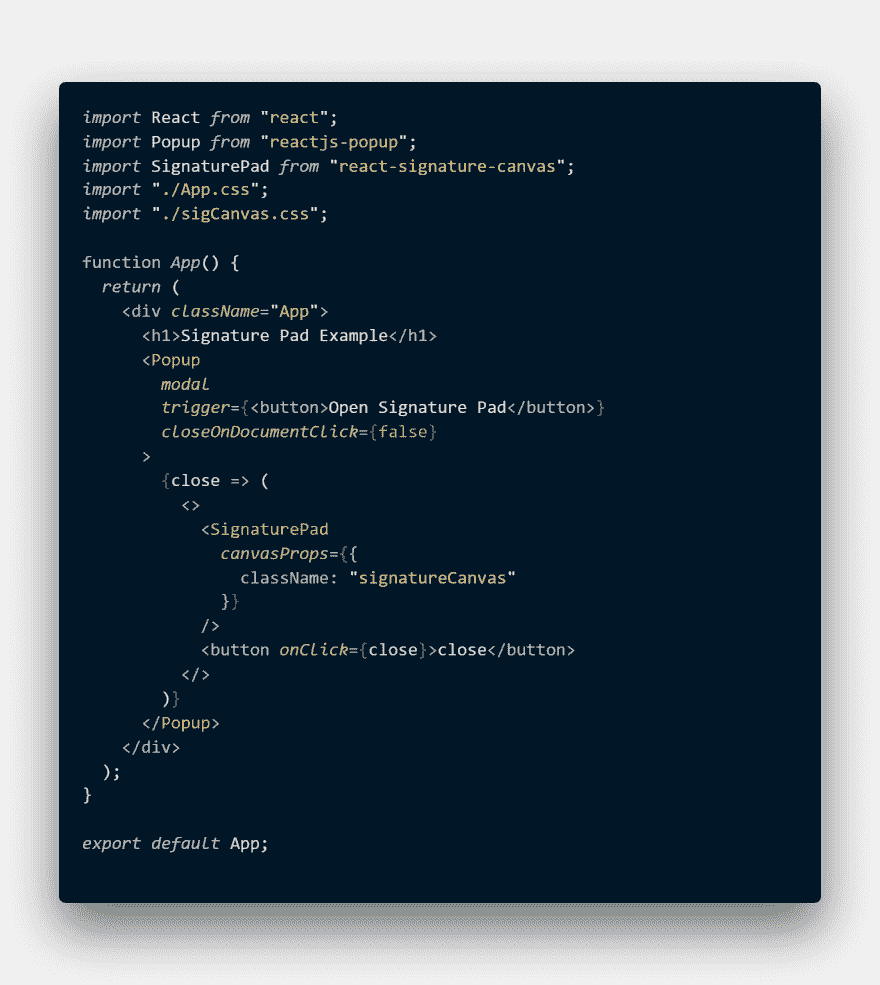 import React from "react";
import Popup from "reactjs-popup";
import SignaturePad from "react-signature-canvas";
import "./App.css";
import "./sigCanvas.css";

function App() {
  return (
    <div className="App">
      <h1>Signature Pad Example</h1>
      <Popup
        modal
        trigger={<button>Open Signature Pad</button>}
        closeOnDocumentClick={false}
      >
        {close => (
          <>
            <SignaturePad
              canvasProps={{
                className: "signatureCanvas"
              }}
            />
            <button onClick={close}>close</button>
          </>
        )}
      </Popup>
    </div>
  );
}

export default App;